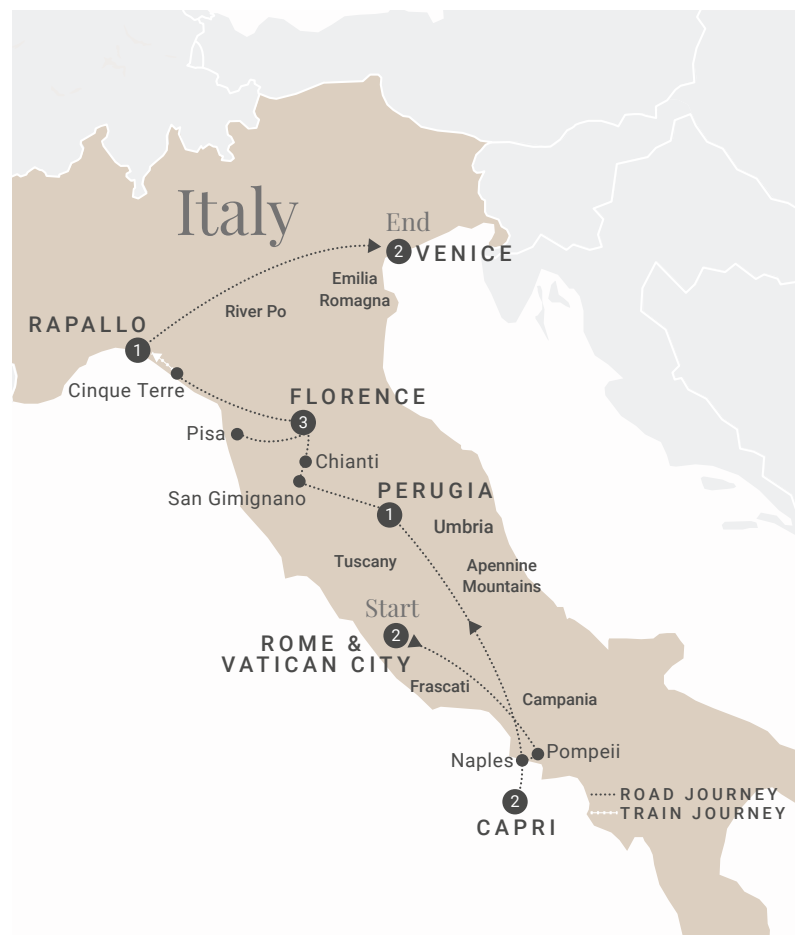 Italy
End
2 VENICE
Emilia
Romagna
River Po
RAPALLO
1
Cinque Terre
FLORENCE
3
Pisa
Chianti
San Gimignano
PERUGIA
1
Umbria
Tuscany
Apennine
Mountains
Start
2
ROME &
VATICAN CITY
Frascati
Campania
Naples
Pompeii
2
CAPRI
ROAD JOURNEY
TRAIN JOURNEY